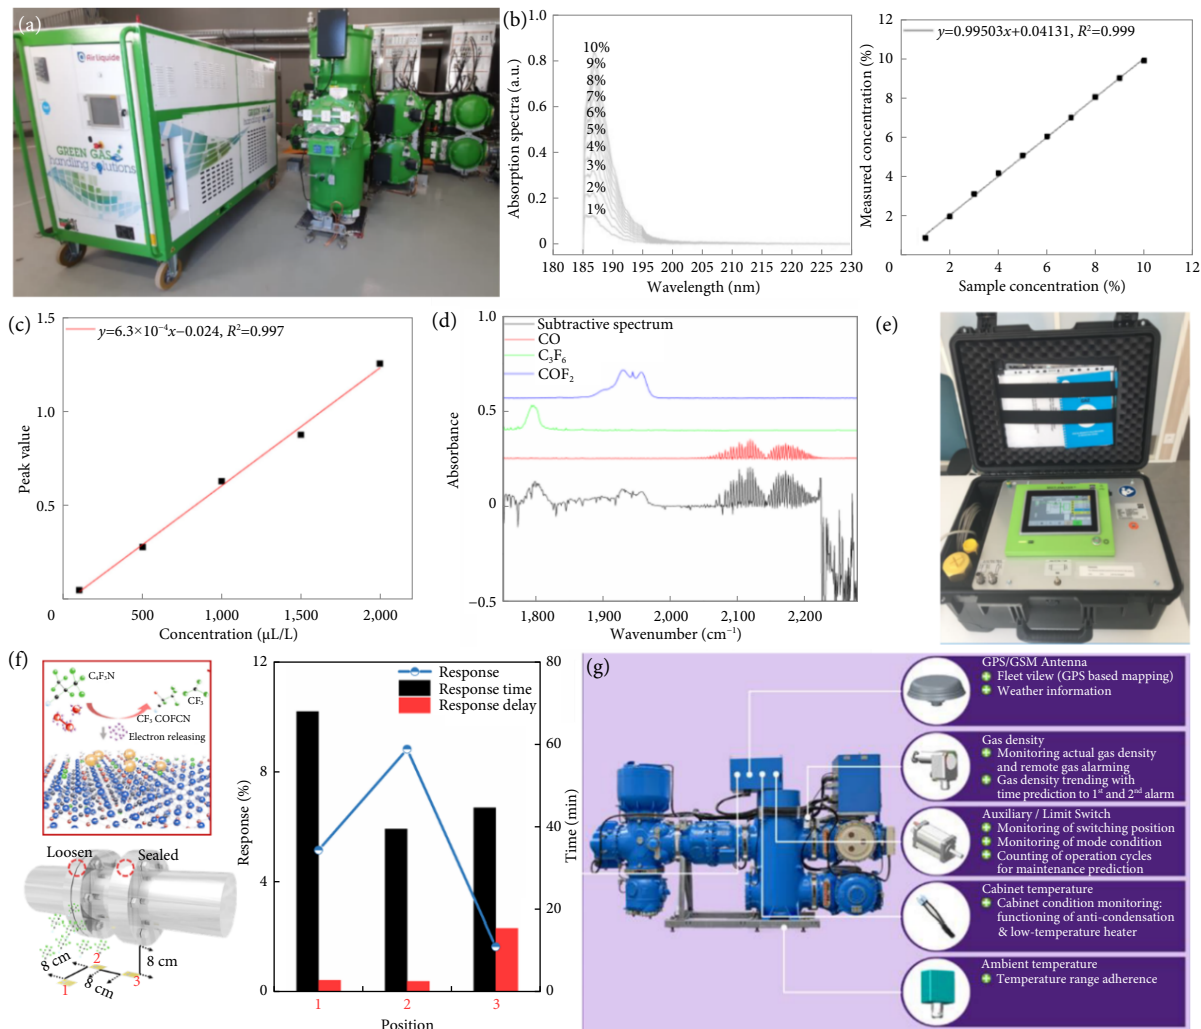 (a)
Air Liquide
GREEN GAS
handling solutions
(b)
Absorption spectra (a.u.)
1.0
0.8
0.6
0.4
0.2
0
10%
9%
8%
7%
6%
5%
4%
3%
2%
1%
180 185 190 195 200 205 210 215 220 225 230
Wavelength (nm)
y=0.99503x+0.04131, R²=0.999
Measured concentration (%)
12
10
8
6
4
2
0
2 4 6 8 10 12
Sample concentration (%)
(c)
y=6.3×10⁻⁴x−0.024, R²=0.997
Peak value
1.5
1.0
0.5
0
500 1,000 1,500 2,000
Concentration (μL/L)
(d)
Subtractive spectrum
CO
C₃F₆
COF₂
Absorbance
1.0
0.5
0
−0.5
1,800 1,900 2,000 2,100 2,200
Wavenumber (cm⁻¹)
(e)
(f)
C₄F₇N
CF₃
CF₃ COFCN
Electron releasing
Loosen
Sealed
8 cm
8 cm
8 cm
1
2
3
Response
Response time
Response delay
Response (%)
12
8
4
0
Time (min)
80
60
40
20
0
1 2 3
Position
(g)
GPS/GSM Antenna
Fleet vilew (GPS based mapping)
Weather information
Gas density
Monitoring actual gas density
and remote gas alarming
Gas density trending with
time prediction to 1st and 2nd alarm
Auxiliary / Limit Switch
Monitoring of switching position
Monitoring of mode condition
Counting of operation cycles
for maintenance prediction
Cabinet temperature
Cabinet condition monitoring:
functioning of anti-condensation
& low-temperature heater
Ambient temperature
Temperature range adherence